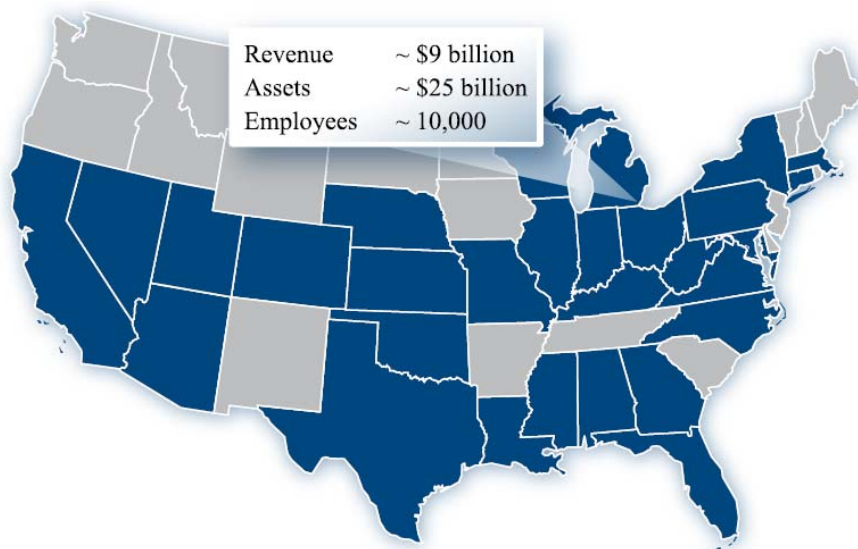 Revenue ~ $9 billion
Assets ~ $25 billion
Employees ~ 10,000